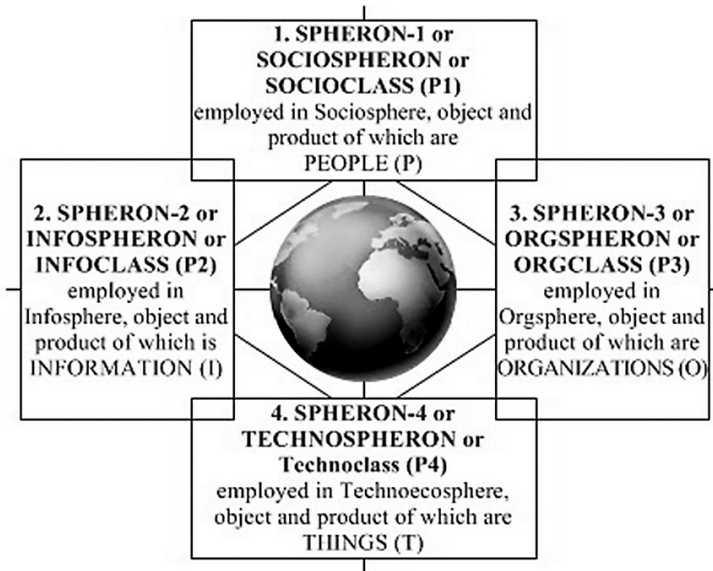 1. SPHERON-1 or
SOCIOSPHERON or
SOCIOCLASS (P1)
employed in Sociosphere, object and
product of which are
PEOPLE (P)
2. SPHERON-2 or
INFOSPHERON or
INFOCLASS (P2)
employed in
Infosphere, object and
product of which is
INFORMATION (I)
3. SPHERON-3 or
ORGSPHERON or
ORGCLASS (P3)
employed in
Orgsphere, object and
product of which are
ORGANIZATIONS (O)
4. SPHERON-4 or
TECHNOSPHERON or
Technoclass (P4)
employed in Technoecosphere,
object and product of which are
THINGS (T)